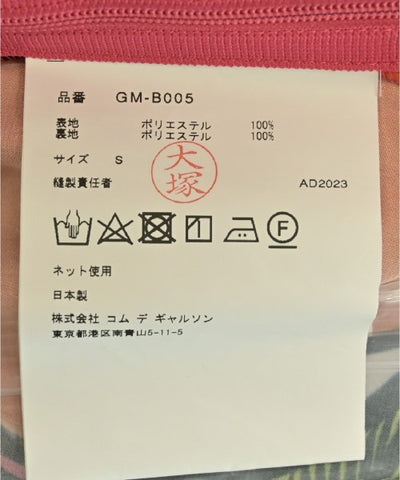 品番 GM-B005
表地 ポリエステル 100%
裏地 ポリエステル 100%
サイズ S
大塚
縫製責任者 AD2023
F
ネット使用
日本製
株式会社 コム デ ギャルソン
東京都港区南青山5-11-5